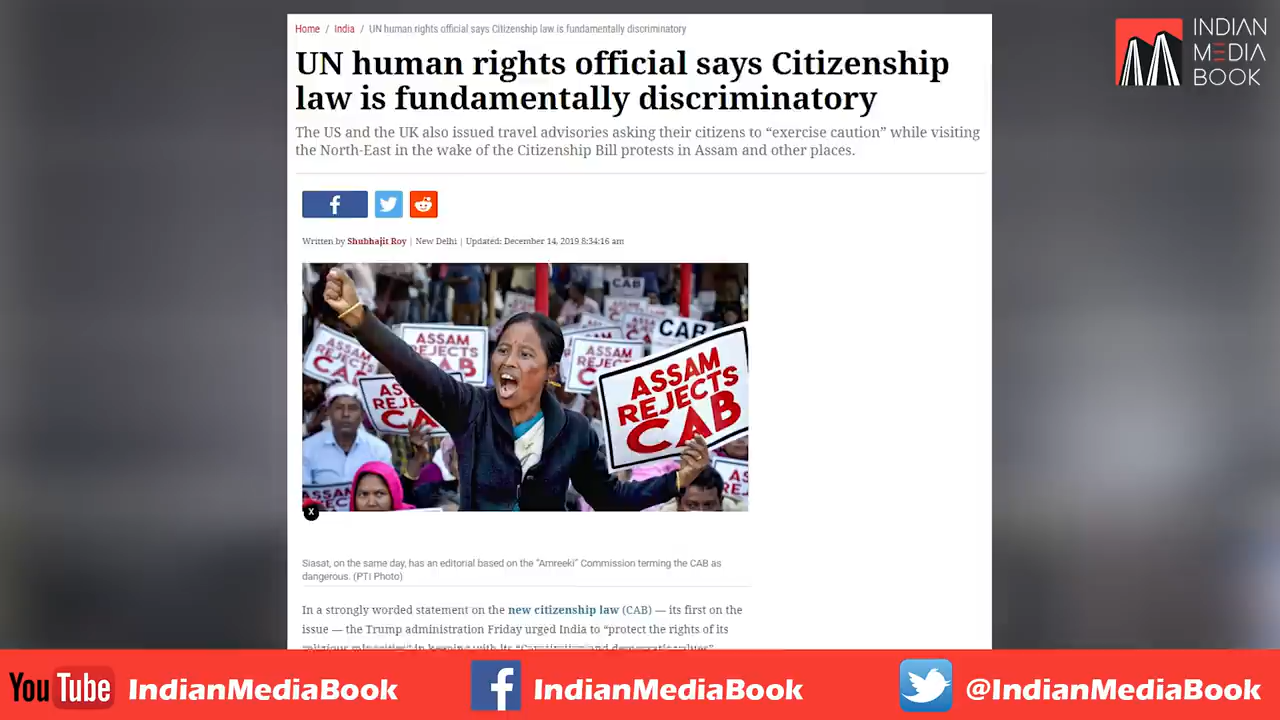 Home / India / UN human rights official says Citizenship law is fundamentally discriminatory
INDIAN
MEDIA
BOOK
UN human rights official says Citizenship
law is fundamentally discriminatory
The US and the UK also issued travel advisories asking their citizens to “exercise caution” while visiting
the North-East in the wake of the Citizenship Bill protests in Assam and other places.
Written by Shubhajit Roy | New Delhi | Updated: December 14, 2019 8:34:16 am
CAB
CAB
ASSAM
REJECTS
CAB
ASSAM
REJECTS
CAB
X
Siasat, on the same day, has an editorial based on the “Amreeki” Commission terming the CAB as
dangerous. (PTI Photo)
In a strongly worded statement on the new citizenship law (CAB) — its first on the
issue — the Trump administration Friday urged India to “protect the rights of its
YouTube IndianMediaBook
f IndianMediaBook
@IndianMediaBook